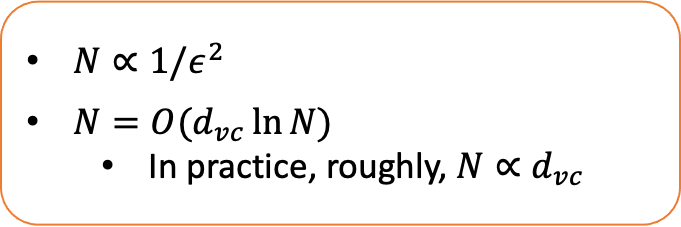 • N ∝ 1/ϵ²
• N = O(d_vc ln N)
• In practice, roughly, N ∝ d_vc